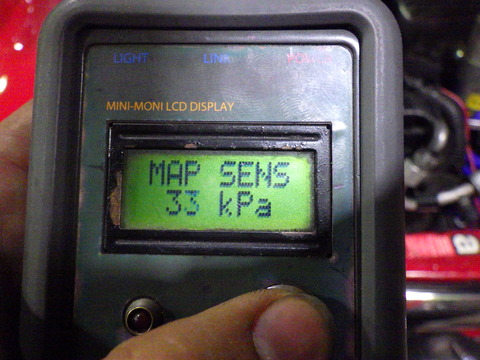 LIGHT LINK
MINI-MONI LCD DISPLAY
MAP SENS
33 kPa